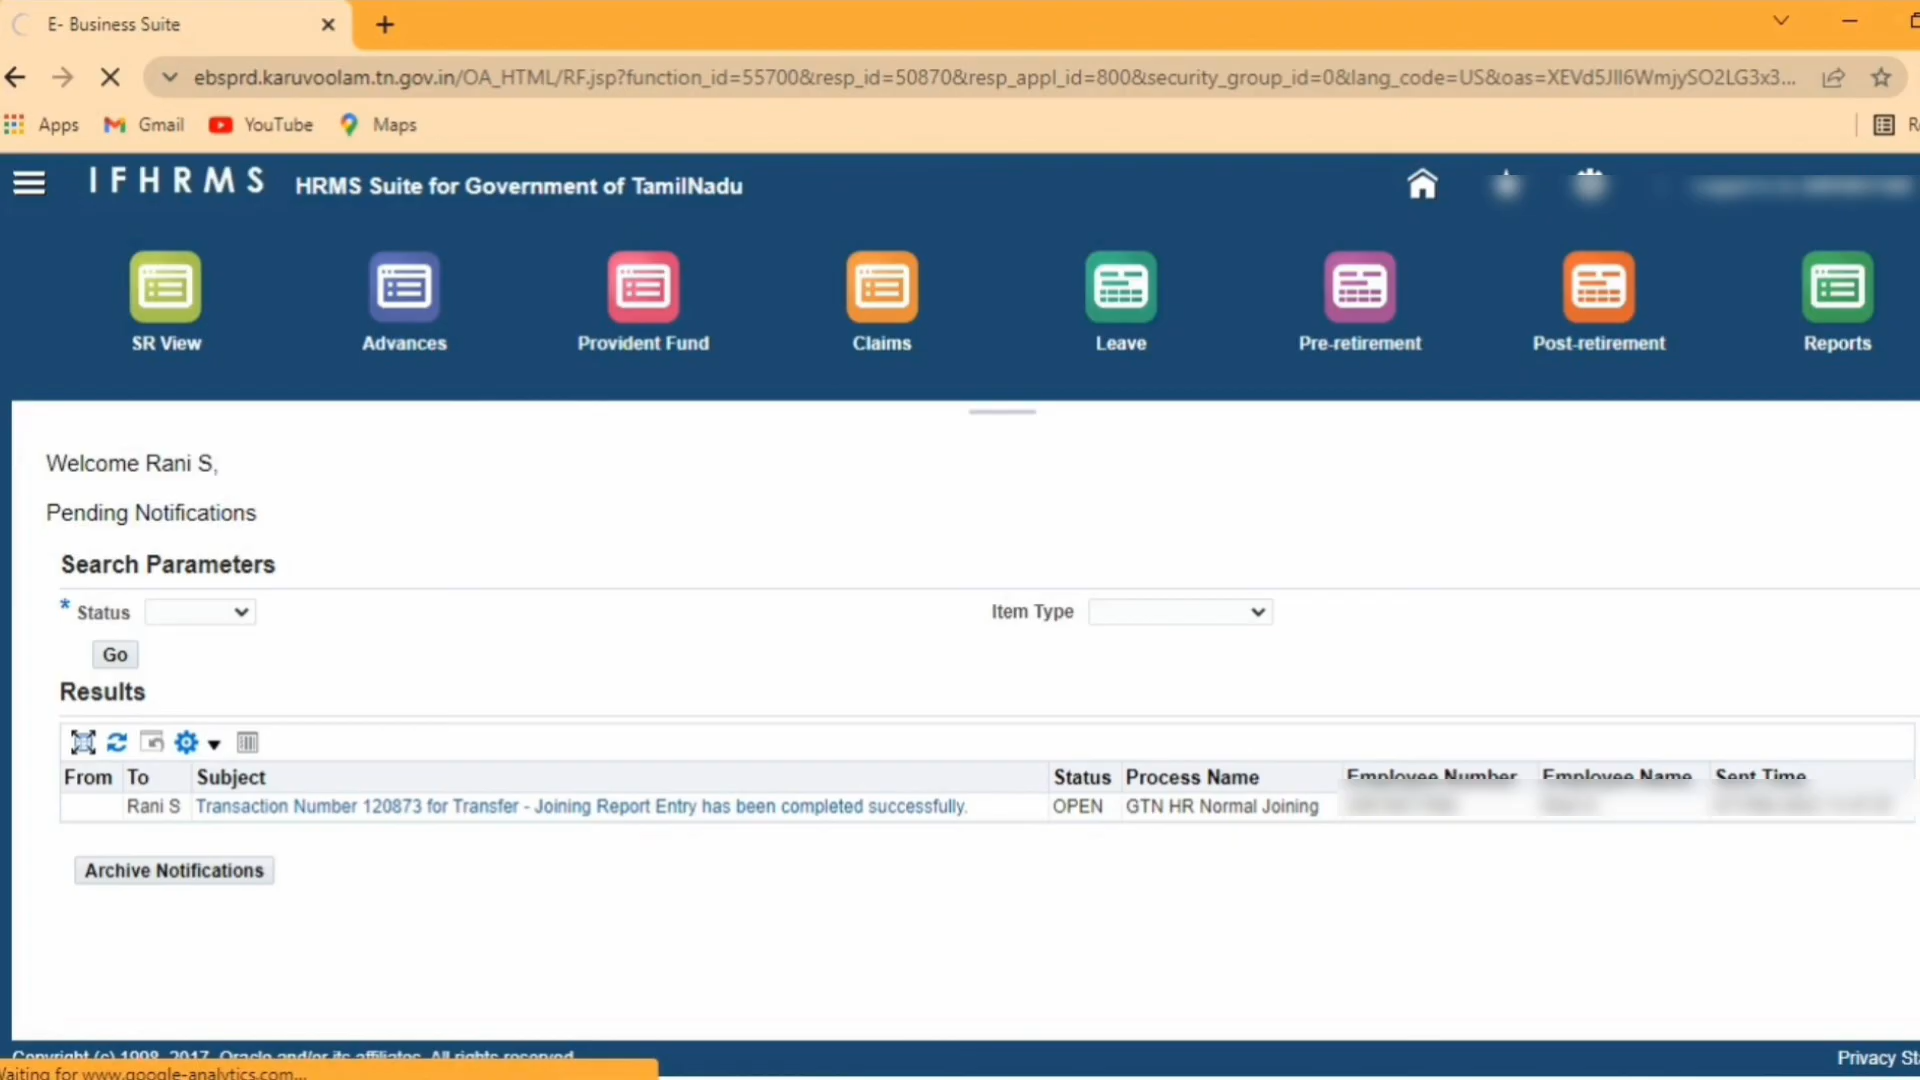 E- Business Suite
ebsprd.karuvoolam.tn.gov.in/OA_HTML/RF.jsp?function_id=55700&resp_id=50870&resp_appl_id=800&security_group_id=0&lang_code=US&oas=XEVd5JII6WmjySO2LG3x3...
Apps Gmail YouTube Maps
IFHRMS HRMS Suite for Government of TamilNadu
SR View Advances Provident Fund Claims Leave Pre-retirement Post-retirement Reports
Welcome Rani S,
Pending Notifications
Search Parameters
* Status Item Type
Go
Results
From To Subject Status Process Name Employee Number Employee Name Sent Time
Rani S Transaction Number 120873 for Transfer - Joining Report Entry has been completed successfully. OPEN GTN HR Normal Joining
Archive Notifications
Copyright (c) 1998, 2017, Oracle and/or its affiliates. All rights reserved. Privacy
Waiting for www.google-analytics.com...